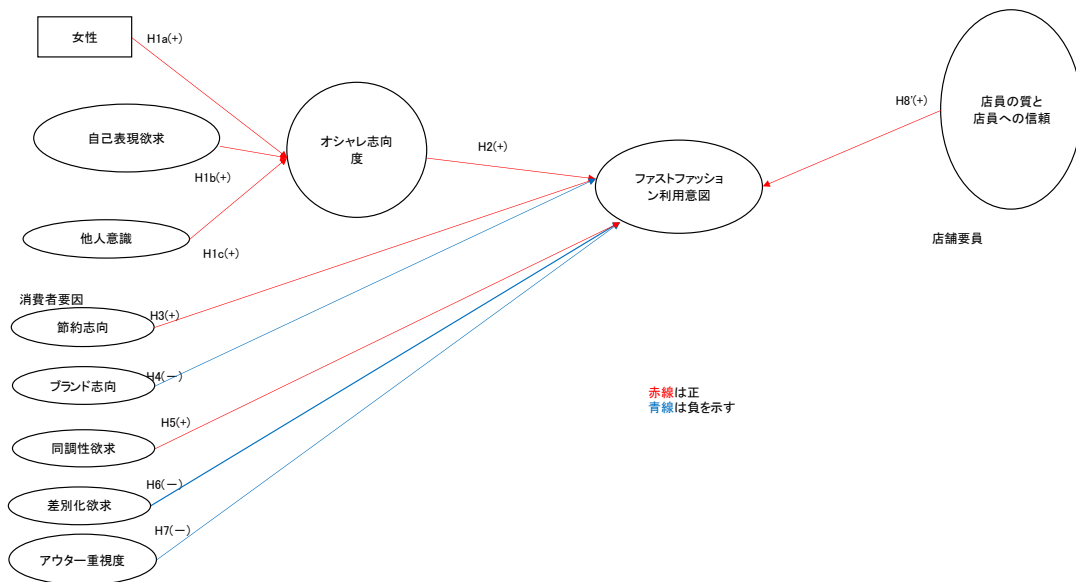 女性
H1a(+)
自己表現欲求
H1b(+)
他人意識
H1c(+)
オシャレ志向
度
H2(+)
ファストファッショ
ン利用意図
H8'(+)
店員の質と
店員への信頼
店舗要員
消費者要因
節約志向
H3(+)
ブランド志向
H4(－)
同調性欲求
H5(+)
差別化欲求
H6(－)
アウター重視度
H7(－)
赤線は正
青線は負を示す